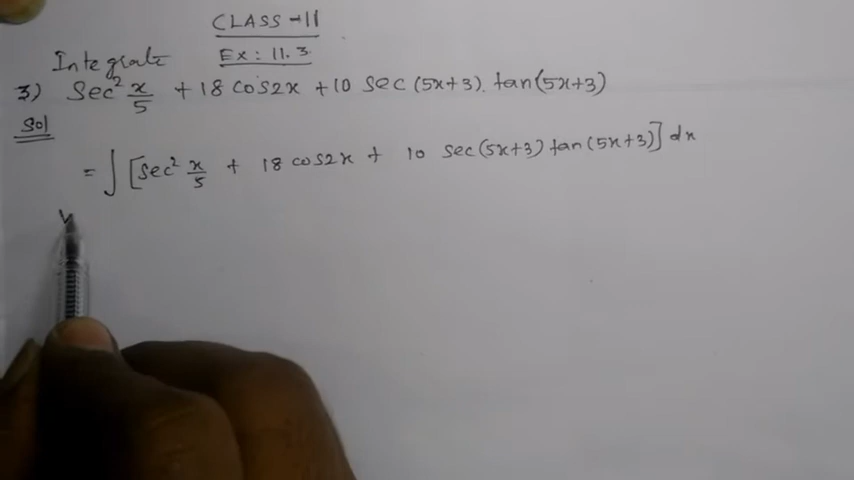 CLASS-11
Ex: 11.3
Integrate
3) Sec² x/5 + 18 cos2x + 10 sec (5x+3). tan(5x+3)
Sol
= ∫ [sec² x/5 + 18 cos2x + 10 sec(5x+3) tan(5x+3)] dx